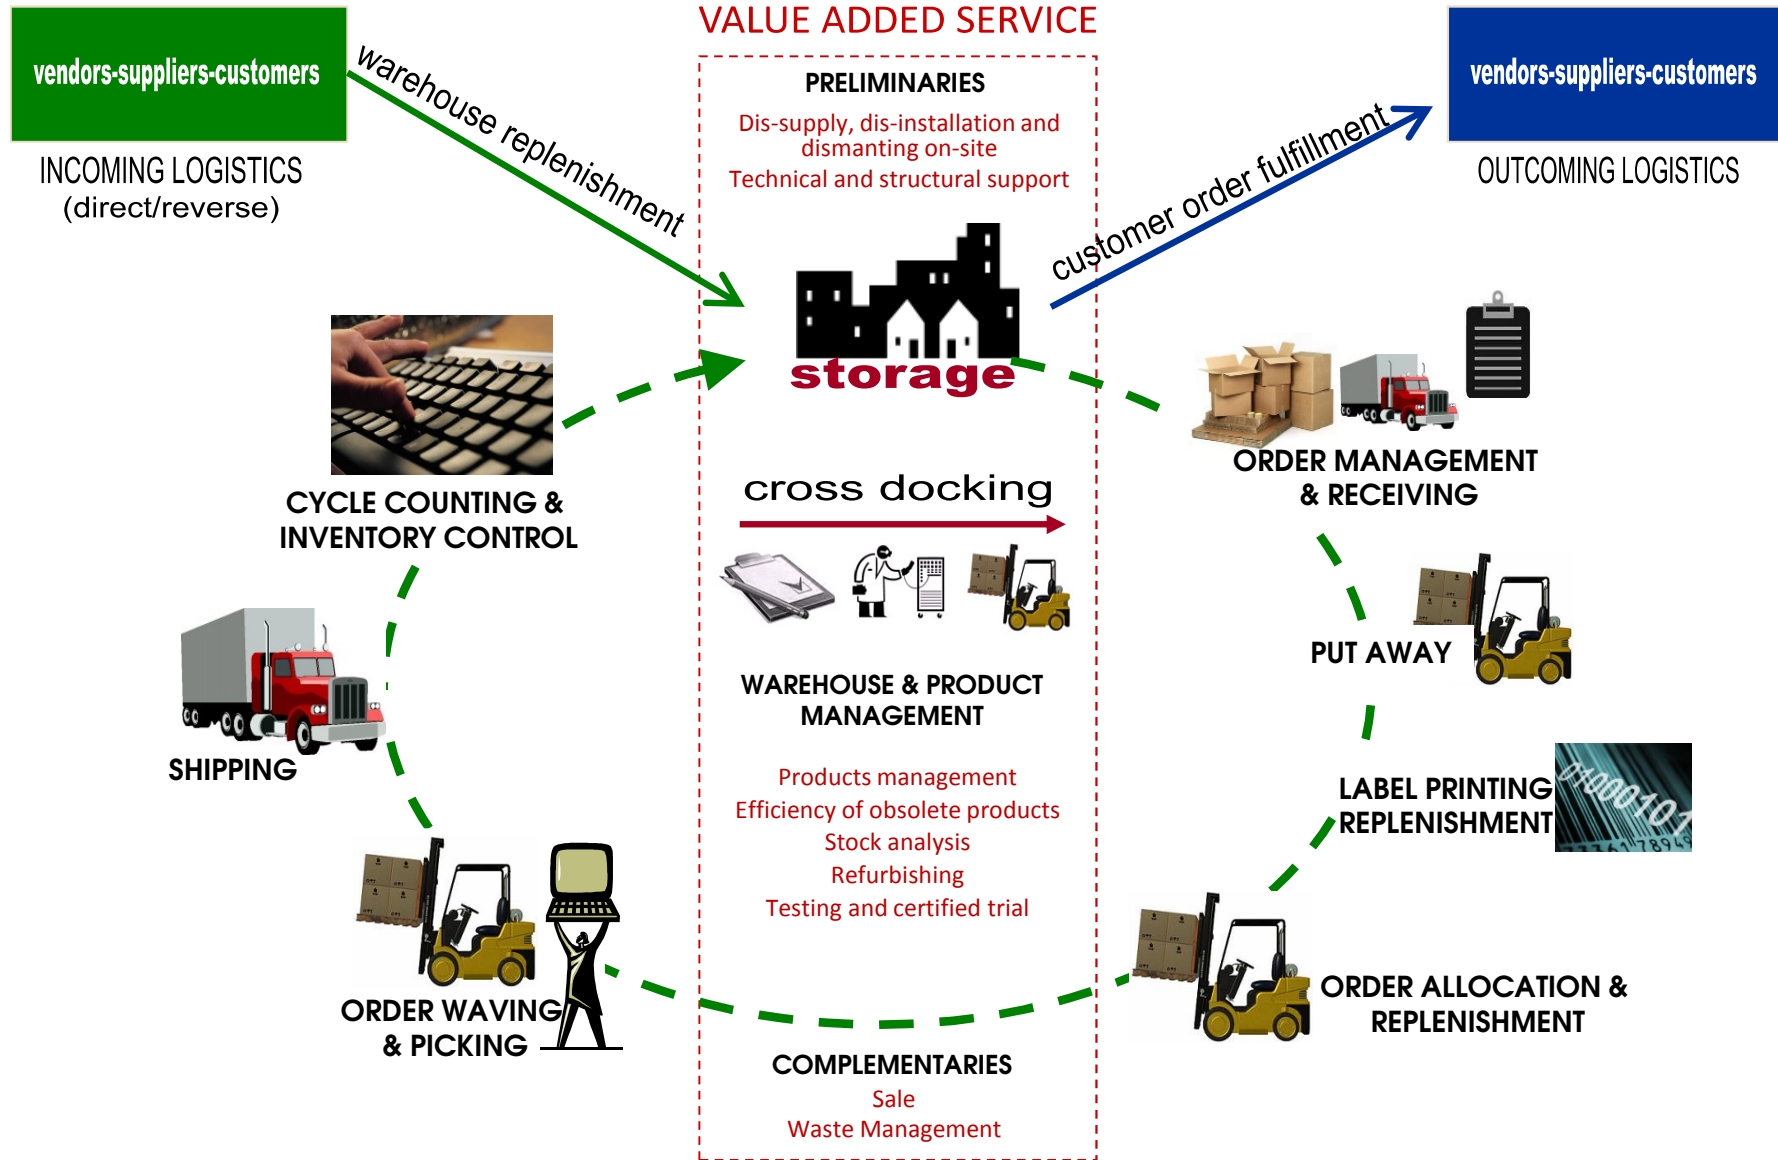 VALUE ADDED SERVICE
vendors-suppliers-customers
INCOMING LOGISTICS
(direct/reverse)
warehouse replenishment
PRELIMINARIES
Dis-supply, dis-installation and
dismanting on-site
Technical and structural support
customer order fulfillment
vendors-suppliers-customers
OUTCOMING LOGISTICS
storage
CYCLE COUNTING &
INVENTORY CONTROL
cross docking
ORDER MANAGEMENT
& RECEIVING
PUT AWAY
SHIPPING
WAREHOUSE & PRODUCT
MANAGEMENT
Products management
Efficiency of obsolete products
Stock analysis
Refurbishing
Testing and certified trial
LABEL PRINTING
REPLENISHMENT
01000101
ORDER WAVING
& PICKING
ORDER ALLOCATION &
REPLENISHMENT
COMPLEMENTARIES
Sale
Waste Management